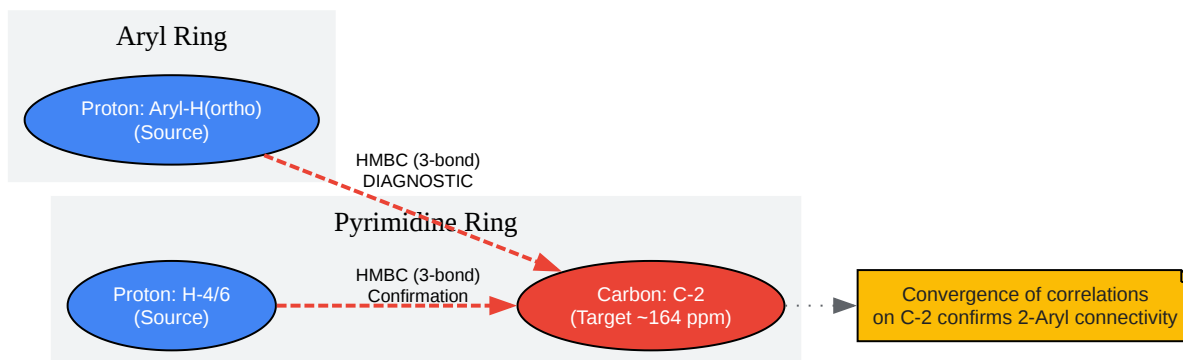 Aryl Ring
Proton: Aryl-H(ortho)
(Source)
HMBC (3-bond)
DIAGNOSTIC
Pyrimidine Ring
Proton: H-4/6
(Source)
HMBC (3-bond)
Confirmation
Carbon: C-2
(Target ~164 ppm)
Convergence of correlations
on C-2 confirms 2-Aryl connectivity